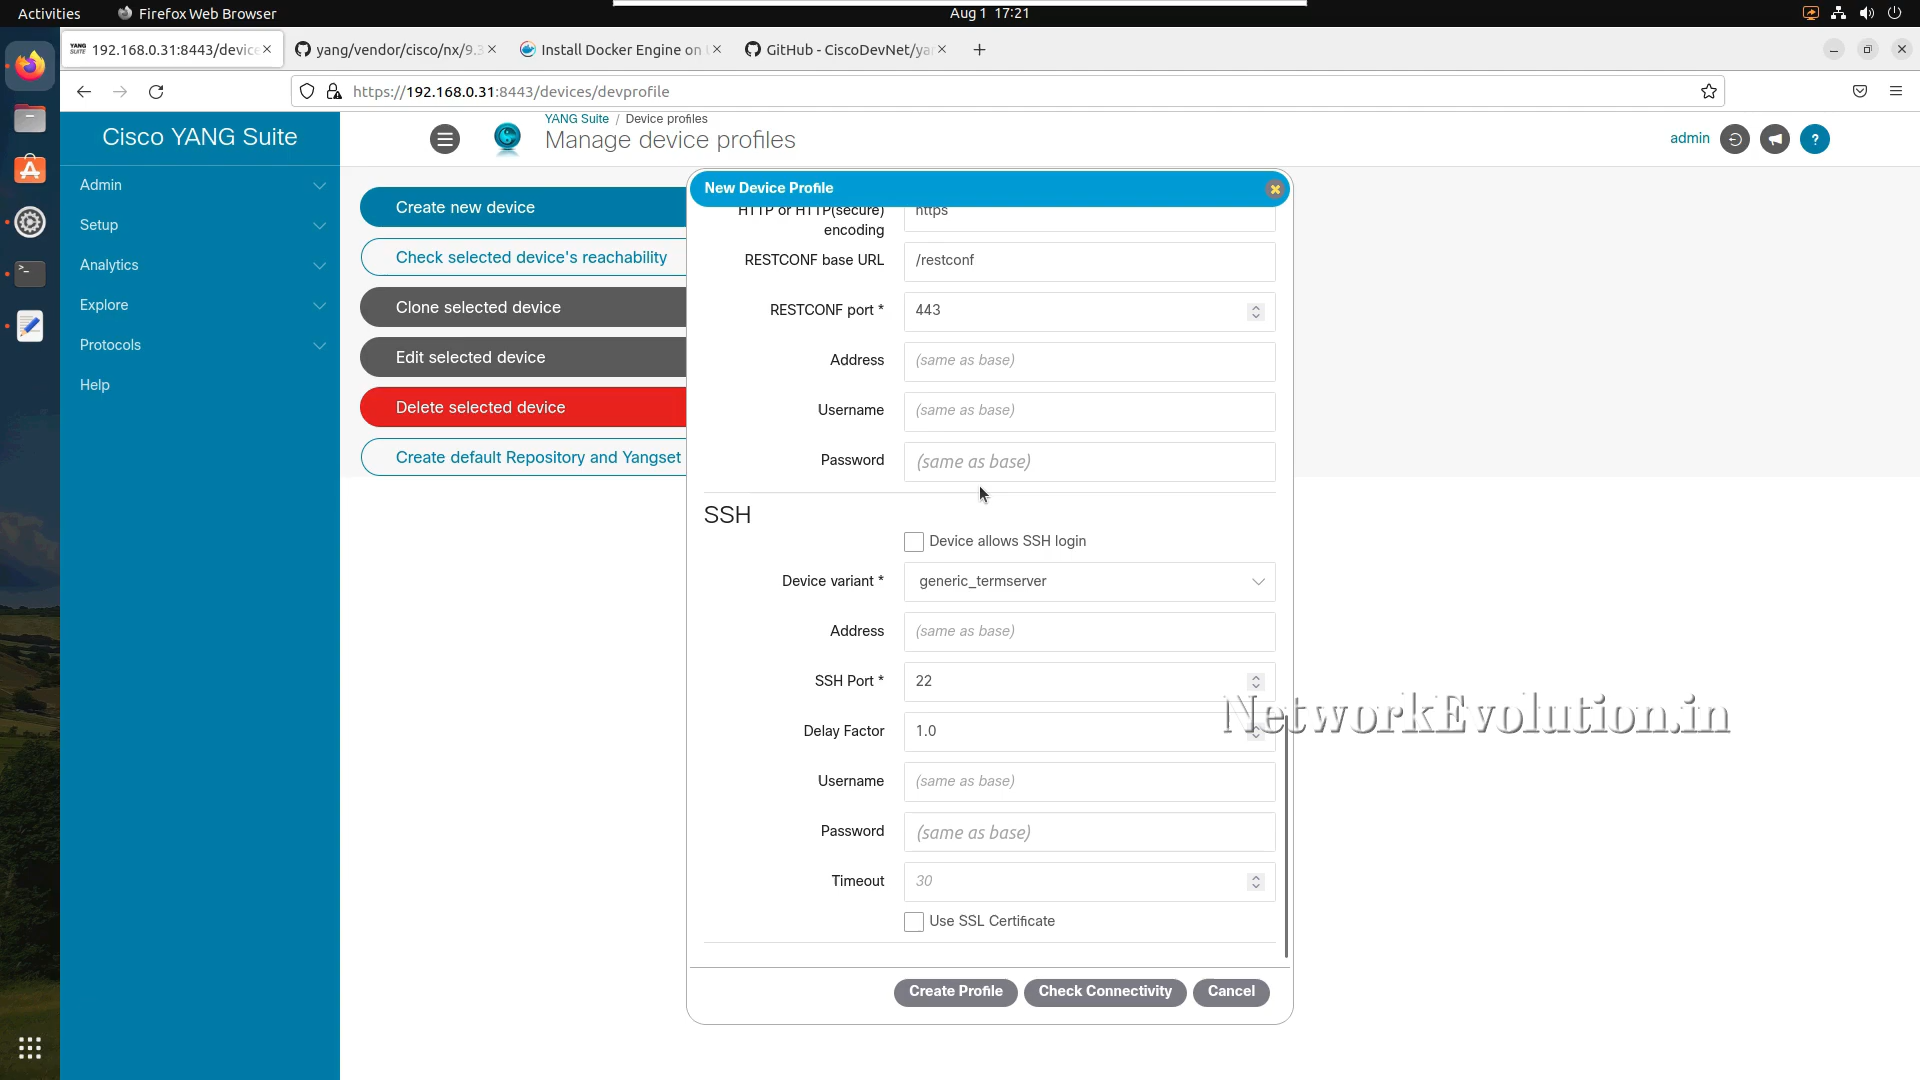 Activities
Firefox Web Browser
Aug 1 17:21
YANG SUITE
192.168.0.31:8443/device
yang/vendor/cisco/nx/9.3
Install Docker Engine on U
GitHub - CiscoDevNet/yan
https://192.168.0.31:8443/devices/devprofile
Cisco YANG Suite
YANG Suite / Device profiles
Manage device profiles
admin
?
Admin
Setup
Analytics
Explore
Protocols
Help
Create new device
Check selected device's reachability
Clone selected device
Edit selected device
Delete selected device
Create default Repository and Yangset
New Device Profile
HTTP or HTTP(secure) encoding
https
RESTCONF base URL
/restconf
RESTCONF port *
443
Address
(same as base)
Username
(same as base)
Password
(same as base)
SSH
Device allows SSH login
Device variant *
generic_termserver
Address
(same as base)
SSH Port *
22
Delay Factor
1.0
Username
(same as base)
Password
(same as base)
Timeout
30
Use SSL Certificate
Create Profile
Check Connectivity
Cancel
NetworkEvolution.in